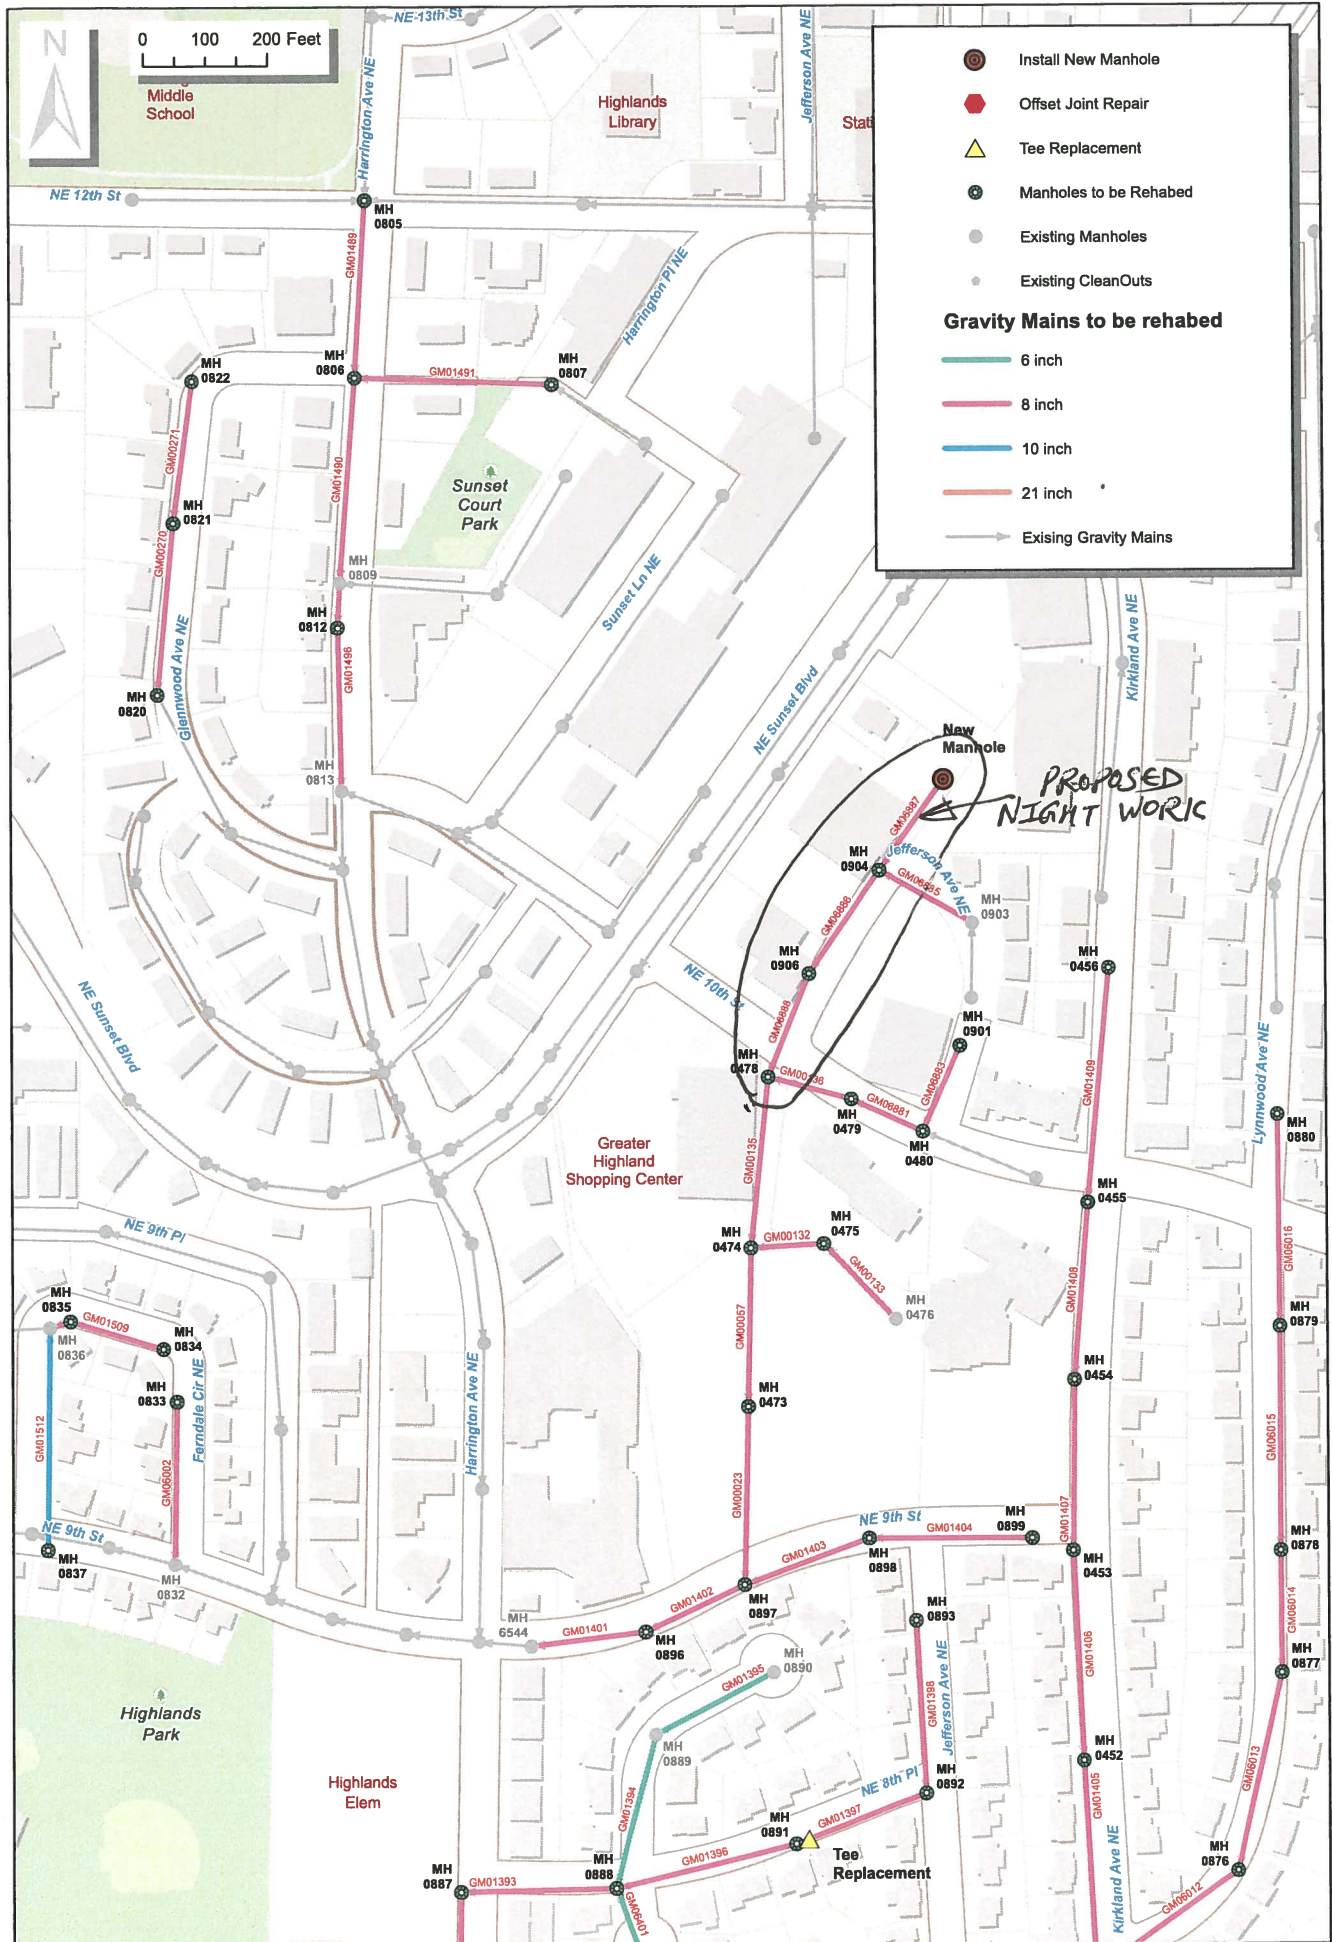 N
0 100 200 Feet
Middle
School
NE 13th St
Harrington Ave NE
Jefferson Ave NE
Highlands
Library
Stati
NE 12th St
MH
0805
GM01489
Harrington Pl NE
Install New Manhole
Offset Joint Repair
Tee Replacement
Manholes to be Rehabed
Existing Manholes
Existing CleanOuts
Gravity Mains to be rehabed
6 inch
8 inch
10 inch
21 inch
Exising Gravity Mains
MH
0822
MH
0806
GM01491
MH
0807
GM00271
GM01490
MH
0821
Sunset
Court
Park
GM00270
MH
0809
MH
0812
Sunset Ln NE
GM01496
Glennwood Ave NE
MH
0820
MH
0813
NE Sunset Blvd
Kirkland Ave NE
New
Manhole
PROPOSED
NIGHT WORK
GM06887
MH
0904
Jefferson Ave NE
GM06885
MH
0903
GM06886
MH
0906
MH
0456
NE 10th St
GM06888
MH
0901
MH
0478
GM00136
GM06883
MH
0479
GM06881
MH
0480
GM01409
NE Sunset Blvd
Lynnwood Ave NE
MH
0880
Greater
Highland
Shopping Center
GM00135
MH
0455
MH
0474
GM00132
MH
0475
GM00133
MH
0476
NE 9th Pl
GM01408
GM06016
MH
0835
GM01509
MH
0834
MH
0836
MH
0833
Ferndale Cir NE
GM01512
GM06002
Harrington Ave NE
GM00057
MH
0473
MH
0454
MH
0879
GM06015
GM00023
GM01407
NE 9th St
MH
0837
MH
0832
NE 9th St
GM01404
MH
0899
MH
0898
GM01403
MH
0453
MH
0878
MH
0897
GM01402
GM01401
MH
6544
MH
0896
MH
0893
GM06014
MH
0877
GM01406
GM01395
MH
0890
GM01398
Jefferson Ave NE
MH
0889
Highlands
Park
Highlands
Elem
GM01394
MH
0452
GM01405
NE 8th Pl
MH
0892
GM06013
MH
0891
GM01397
Tee
Replacement
GM01396
MH
0888
MH
0887
GM01393
GM06401
Kirkland Ave NE
MH
0876
GM06012